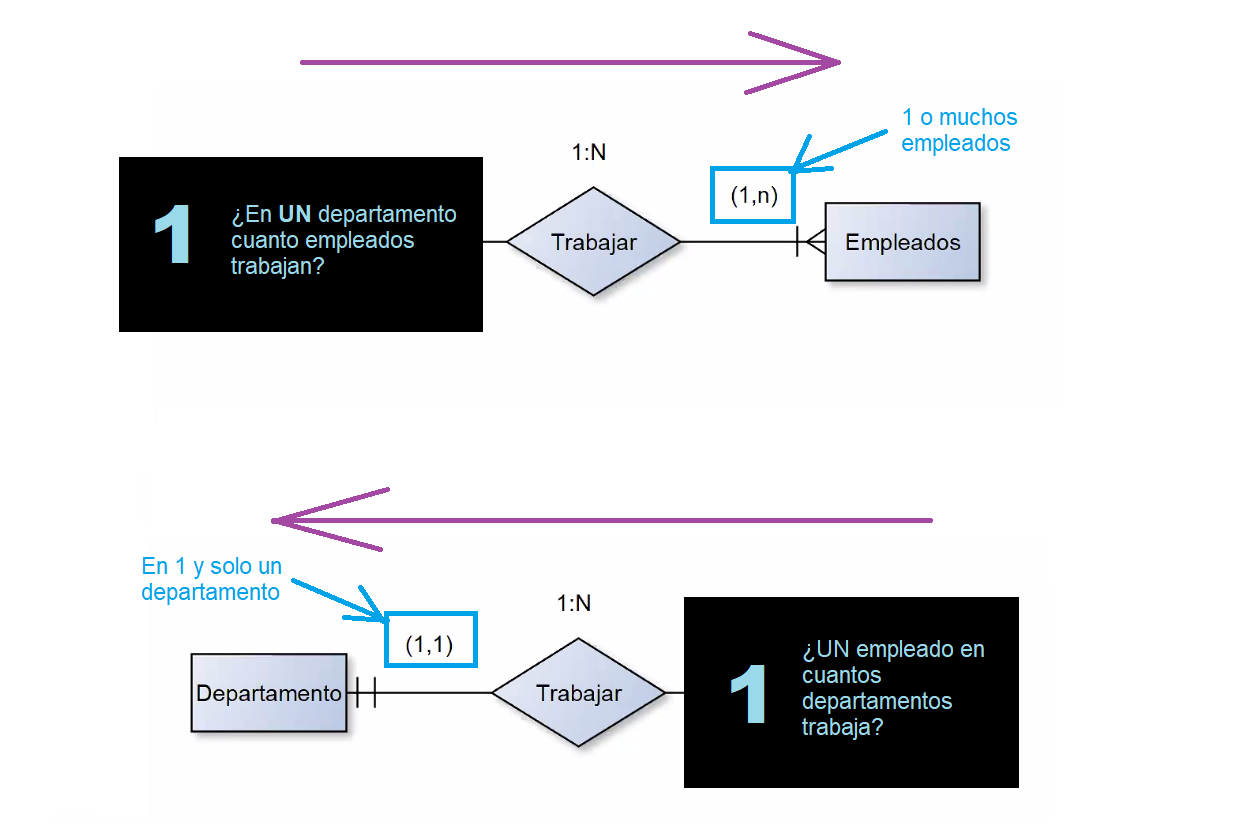 1 o muchos
empleados
1:N
(1,n)
1
¿En UN departamento
cuanto empleados
trabajan?
Trabajar
Empleados
En 1 y solo un
departamento
1:N
(1,1)
Departamento
Trabajar
1
¿UN empleado en
cuantos
departamentos
trabaja?